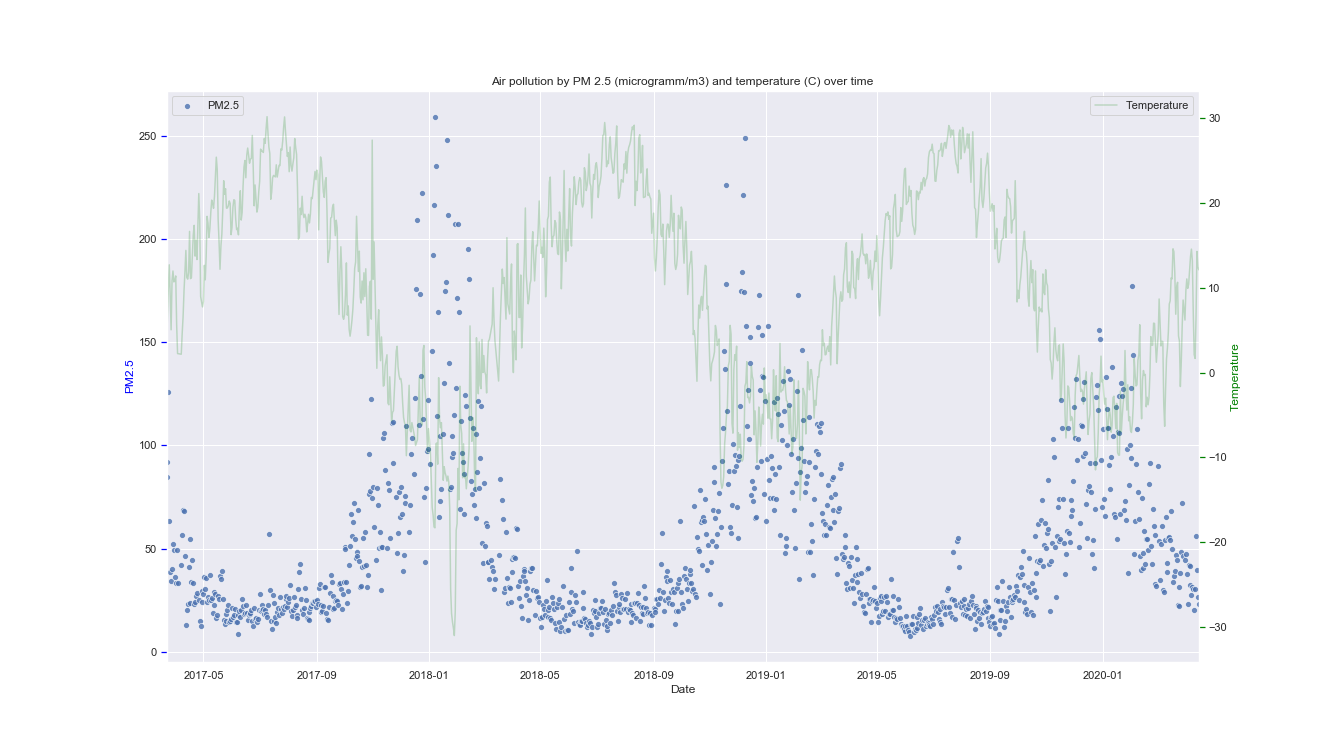 Air pollution by PM 2.5 (microgramm/m3) and temperature (C) over time
PM2.5
Temperature
250
200
150
100
50
0
PM2.5
30
20
10
0
−10
−20
−30
Temperature
2017-05 2017-09 2018-01 2018-05 2018-09 2019-01 2019-05 2019-09 2020-01
Date